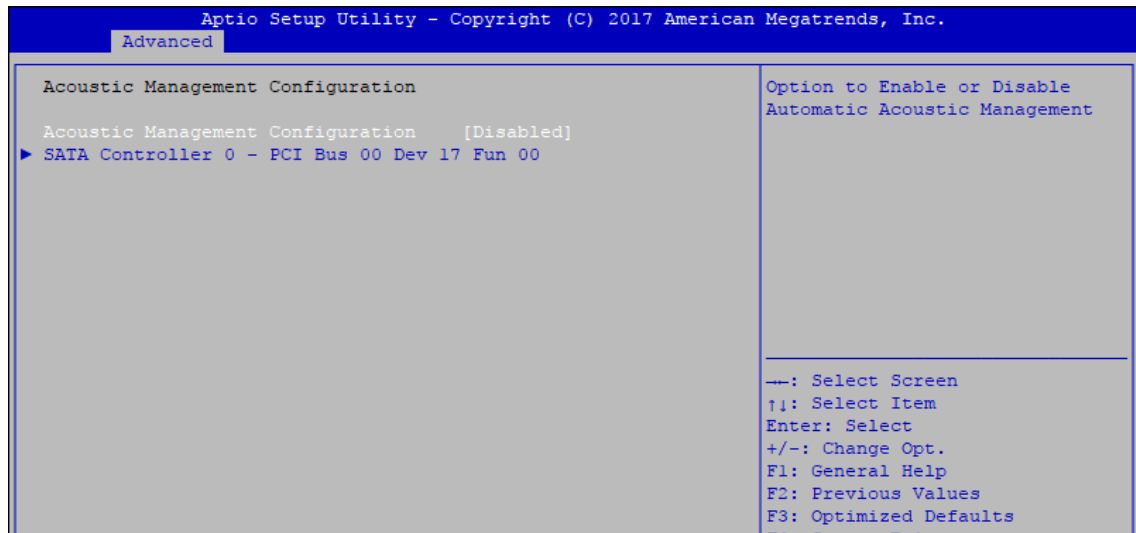 Aptio Setup Utility - Copyright (C) 2017 American Megatrends, Inc.
Advanced
Acoustic Management Configuration
Acoustic Management Configuration [Disabled]
► SATA Controller 0 - PCI Bus 00 Dev 17 Fun 00
Option to Enable or Disable
Automatic Acoustic Management
→←: Select Screen
↑↓: Select Item
Enter: Select
+/-: Change Opt.
F1: General Help
F2: Previous Values
F3: Optimized Defaults